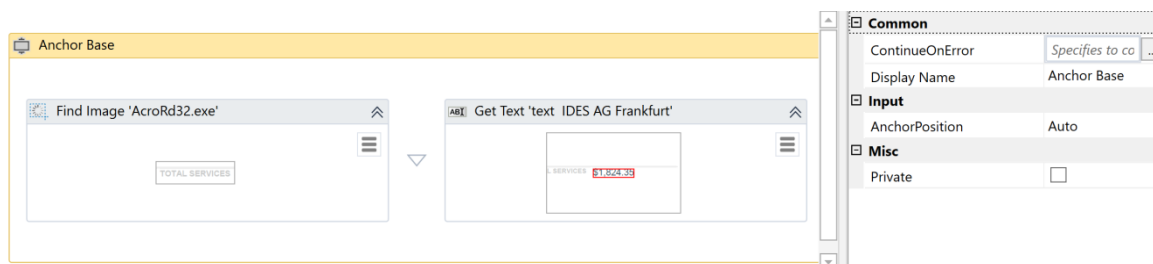 Anchor Base
Find Image 'AcroRd32.exe'
TOTAL SERVICES
Get Text 'text IDES AG Frankfurt'
L SERVICES $1,824.35
Common
ContinueOnError Specifies to co ...
Display Name Anchor Base
Input
AnchorPosition Auto
Misc
Private